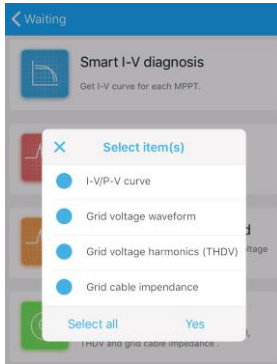 Waiting
Smart I-V diagnosis
Get I-V curve for each MPPT.
Select item(s)
I-V/P-V curve
Grid voltage waveform
Grid voltage harmonics (THDV)
Grid cable impendance
Select all
Yes
THDV and grid cable impedance .